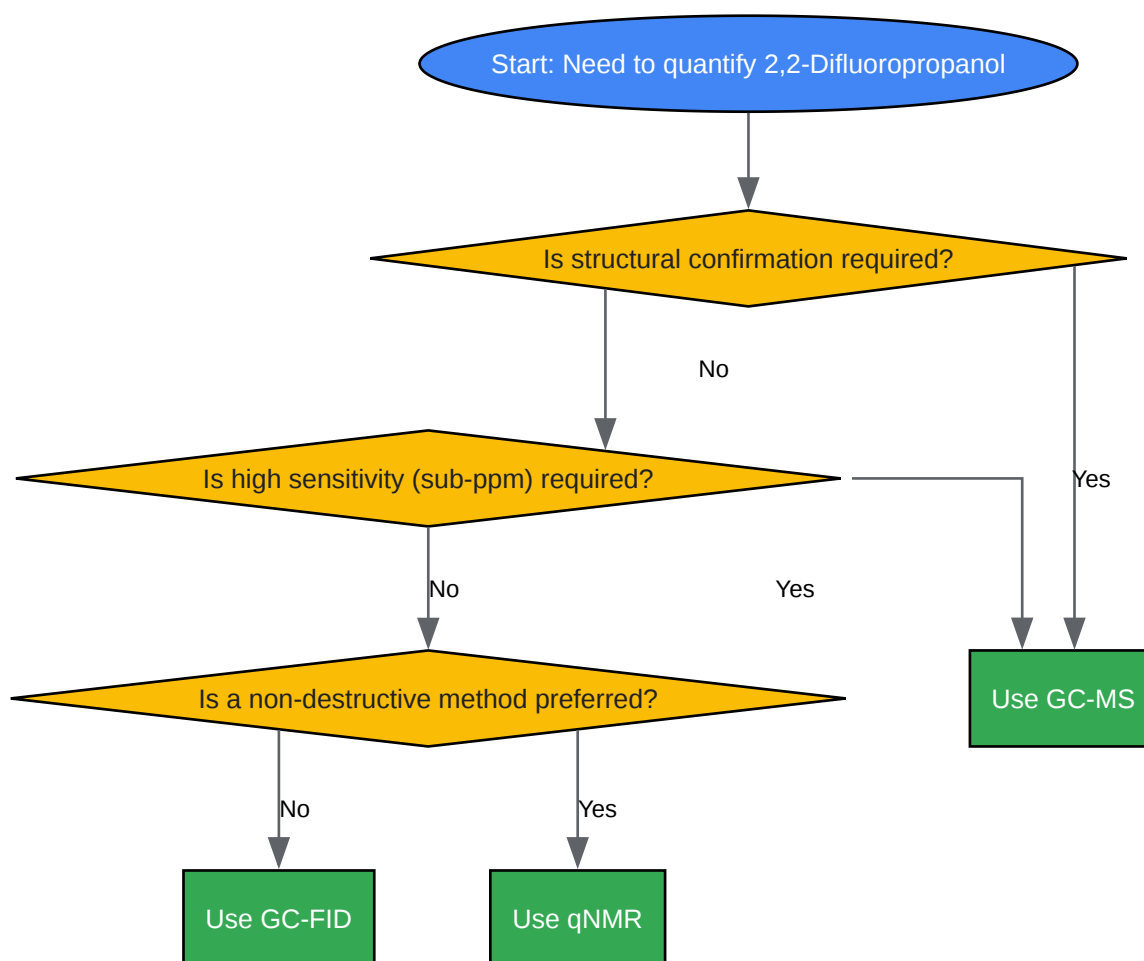 Start: Need to quantify 2,2-Difluoropropanol
Is structural confirmation required?
No
Is high sensitivity (sub-ppm) required?
Yes
No
Yes
Is a non-destructive method preferred?
Use GC-MS
No
Yes
Use GC-FID
Use qNMR